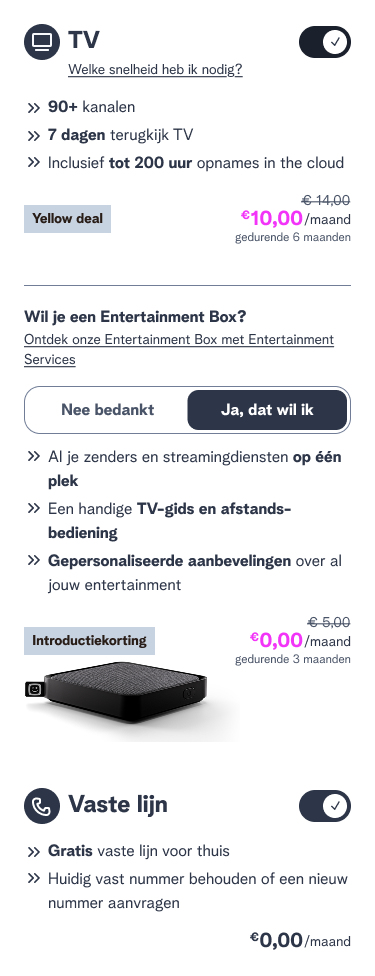 TV
Welke snelheid heb ik nodig?
90+ kanalen
7 dagen terugkijk TV
Inclusief tot 200 uur opnames in the cloud
€ 14,00
Yellow deal
€10,00/maand
gedurende 6 maanden
Wil je een Entertainment Box?
Ontdek onze Entertainment Box met Entertainment
Services
Nee bedankt
Ja, dat wil ik
Al je zenders en streamingdiensten op één
plek
Een handige TV-gids en afstands-
bediening
Gepersonaliseerde aanbevelingen over al
jouw entertainment
€ 5,00
Introductiekorting
€0,00/maand
gedurende 3 maanden
Vaste lijn
Gratis vaste lijn voor thuis
Huidig vast nummer behouden of een nieuw
nummer aanvragen
€0,00/maand